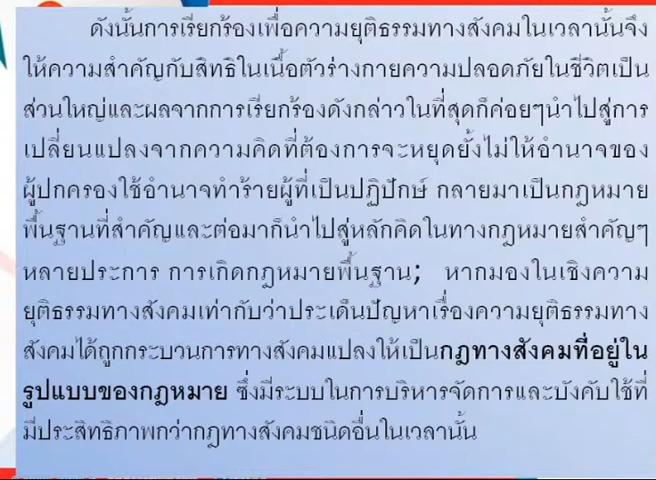 ดังนั้นการเรียกร้องเพื่อความยุติธรรมทางสังคมในเวลานั้นจึง
ให้ความสำคัญกับสิทธิในเนื้อตัวร่างกายความปลอดภัยในชีวิตเป็น
ส่วนใหญ่และผลจากการเรียกร้องดังกล่าวในที่สุดก็ค่อยๆนำไปสู่การ
เปลี่ยนแปลงจากความคิดที่ต้องการจะหยุดยั้งไม่ให้อำนาจของ
ผู้ปกครองใช้อำนาจทำร้ายผู้ที่เป็นปฏิปักษ์ กลายมาเป็นกฎหมาย
พื้นฐานที่สำคัญและต่อมาก็นำไปสู่หลักคิดในทางกฎหมายสำคัญๆ
หลายประการ การเกิดกฎหมายพื้นฐาน; หากมองในเชิงความ
ยุติธรรมทางสังคมเท่ากับว่าประเด็นปัญหาเรื่องความยุติธรรมทาง
สังคมได้ถูกกระบวนการทางสังคมแปลงให้เป็นกฎทางสังคมที่อยู่ใน
รูปแบบของกฎหมาย ซึ่งมีระบบในการบริหารจัดการและบังคับใช้ที่
มีประสิทธิภาพกว่ากฎทางสังคมชนิดอื่นในเวลานั้น